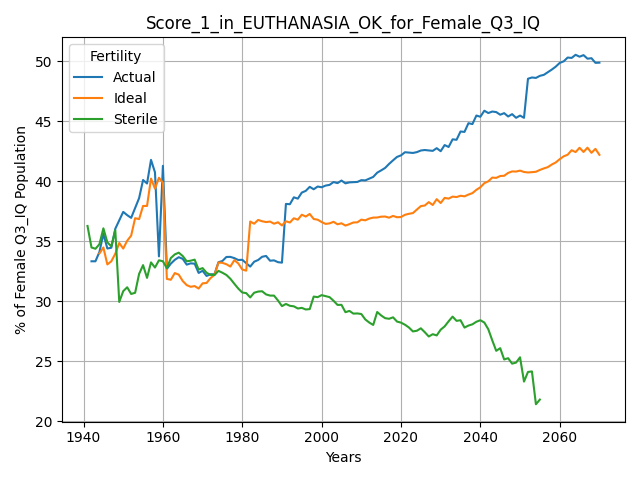 Score_1_in_EUTHANASIA_OK_for_Female_Q3_IQ
Fertility
Actual
Ideal
Sterile
% of Female Q3_IQ Population
50
45
40
35
30
25
20
1940
1960
1980
2000
2020
2040
2060
Years